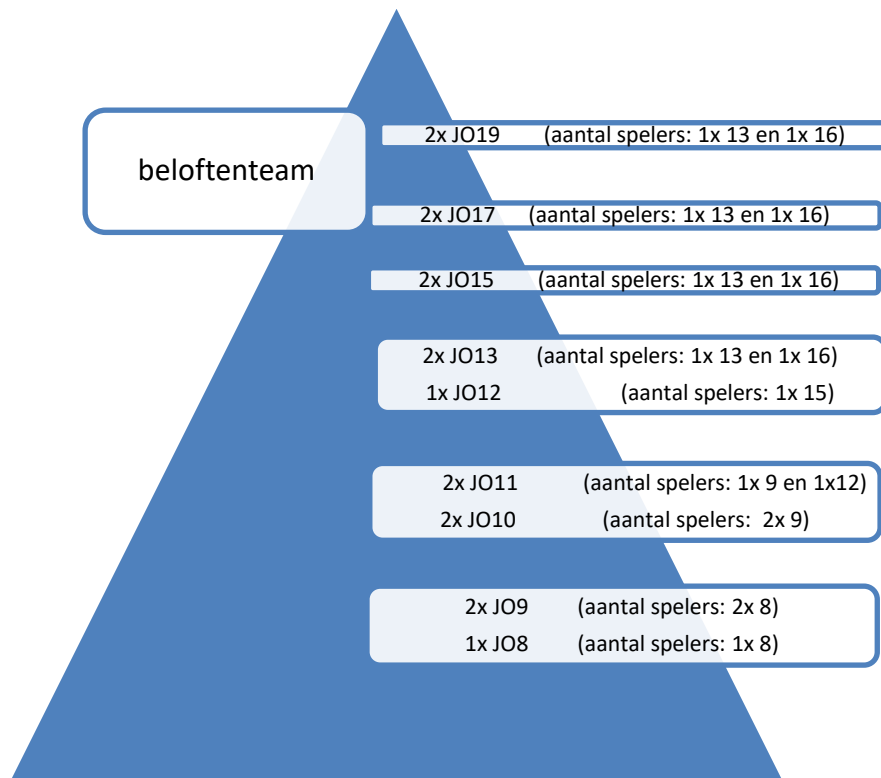 beloftenteam
2x JO19 (aantal spelers: 1x 13 en 1x 16)
2x JO17 (aantal spelers: 1x 13 en 1x 16)
2x JO15 (aantal spelers: 1x 13 en 1x 16)
2x JO13 (aantal spelers: 1x 13 en 1x 16)
1x JO12 (aantal spelers: 1x 15)
2x JO11 (aantal spelers: 1x 9 en 1x12)
2x JO10 (aantal spelers: 2x 9)
2x JO9 (aantal spelers: 2x 8)
1x JO8 (aantal spelers: 1x 8)